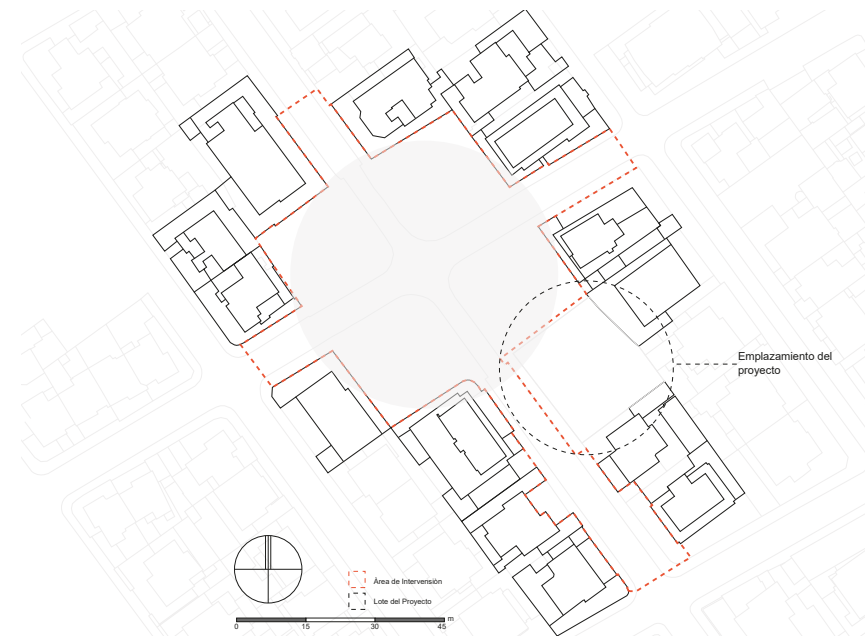 Emplazamiento del
proyecto
Área de Intervensión
Lote del Proyecto
m
0 15 30 45